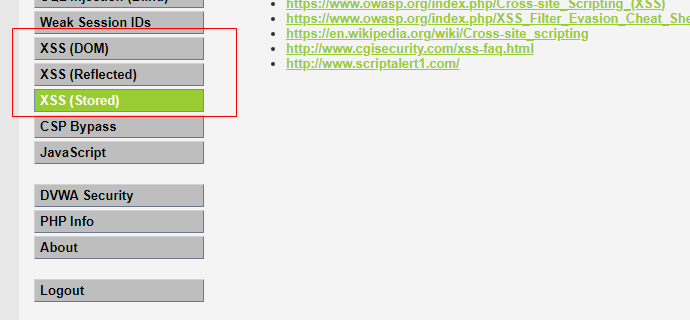 Weak Session IDs
XSS (DOM)
XSS (Reflected)
XSS (Stored)
CSP Bypass
JavaScript
DVWA Security
PHP Info
About
Logout
https://www.owasp.org/index.php/Cross-site_Scripting_(XSS)
https://www.owasp.org/index.php/XSS_Filter_Evasion_Cheat_She
https://en.wikipedia.org/wiki/Cross-site_scripting
http://www.cgisecurity.com/xss-faq.html
http://www.scriptalert1.com/